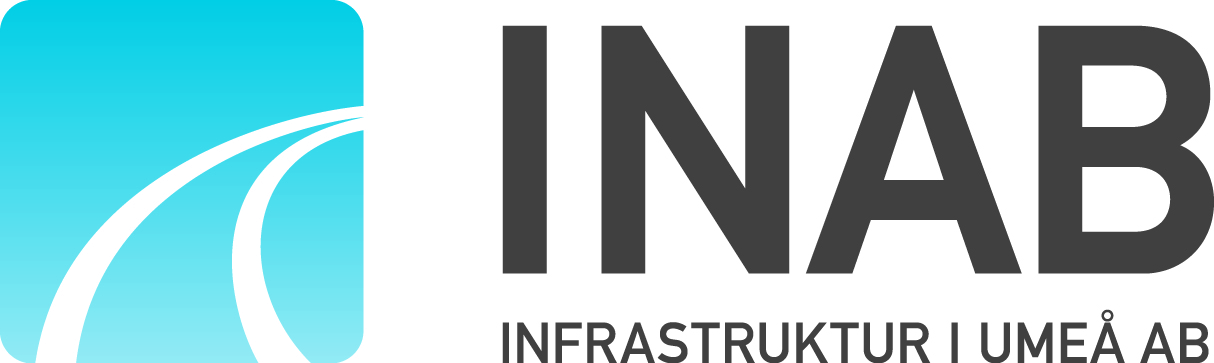 INAB
INFRASTRUKTUR I UMEÅ AB